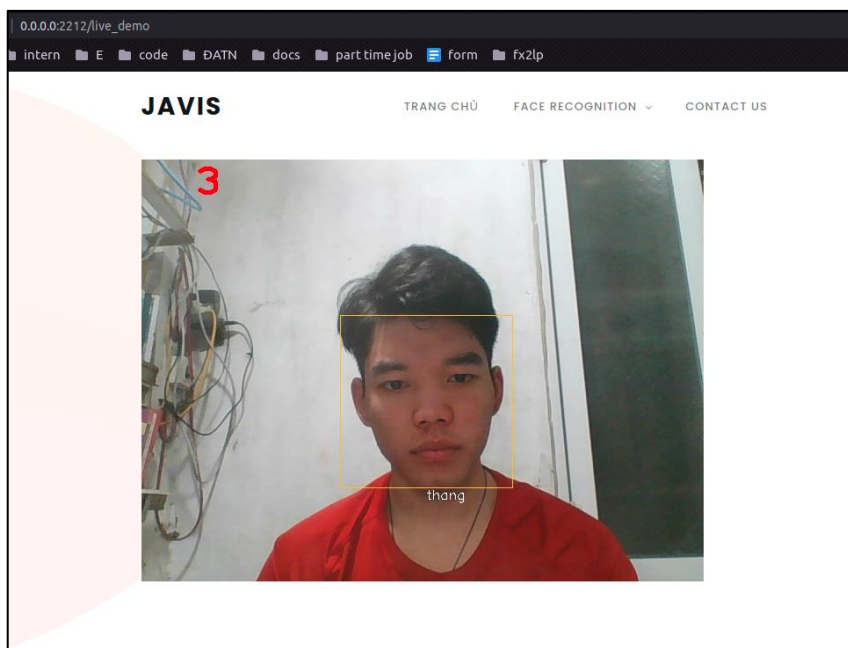 0.0.0.0:2212/live_demo
intern E code ĐATN docs part time job form fx2lp
JAVIS TRANG CHỦ FACE RECOGNITION CONTACT US
3
thang